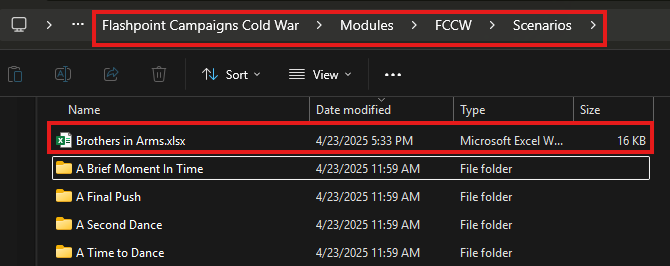 ... Flashpoint Campaigns Cold War > Modules > FCCW > Scenarios >
Sort View ...
Name Date modified Type Size
Brothers in Arms.xlsx 4/23/2025 5:33 PM Microsoft Excel W... 16 KB
A Brief Moment In Time 4/23/2025 11:59 AM File folder
A Final Push 4/23/2025 11:59 AM File folder
A Second Dance 4/23/2025 11:59 AM File folder
A Time to Dance 4/23/2025 11:59 AM File folder